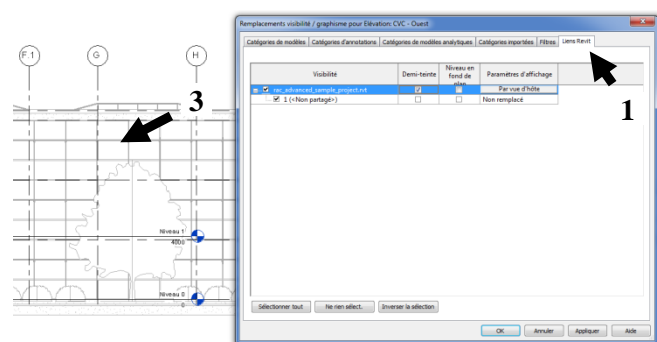 Remplacements visibilité / graphisme pour Elévation: CVC - Ouest
Catégories de modèles
Catégories d'annotations
Catégories de modèles analytiques
Catégories importées
Filtres
Liens Revit
Visibilité
Demi-teinte
Niveau en fond de plan
Paramètres d'affichage
rac_advanced_sample_project.rvt
Par vue d'hôte
1 (<Non partagé>)
Non remplacé
1
F.1
G
H
3
Niveau 1
4000
Niveau 0
0
Sélectionner tout
Ne rien sélect.
Inverser la sélection
OK
Annuler
Appliquer
Aide